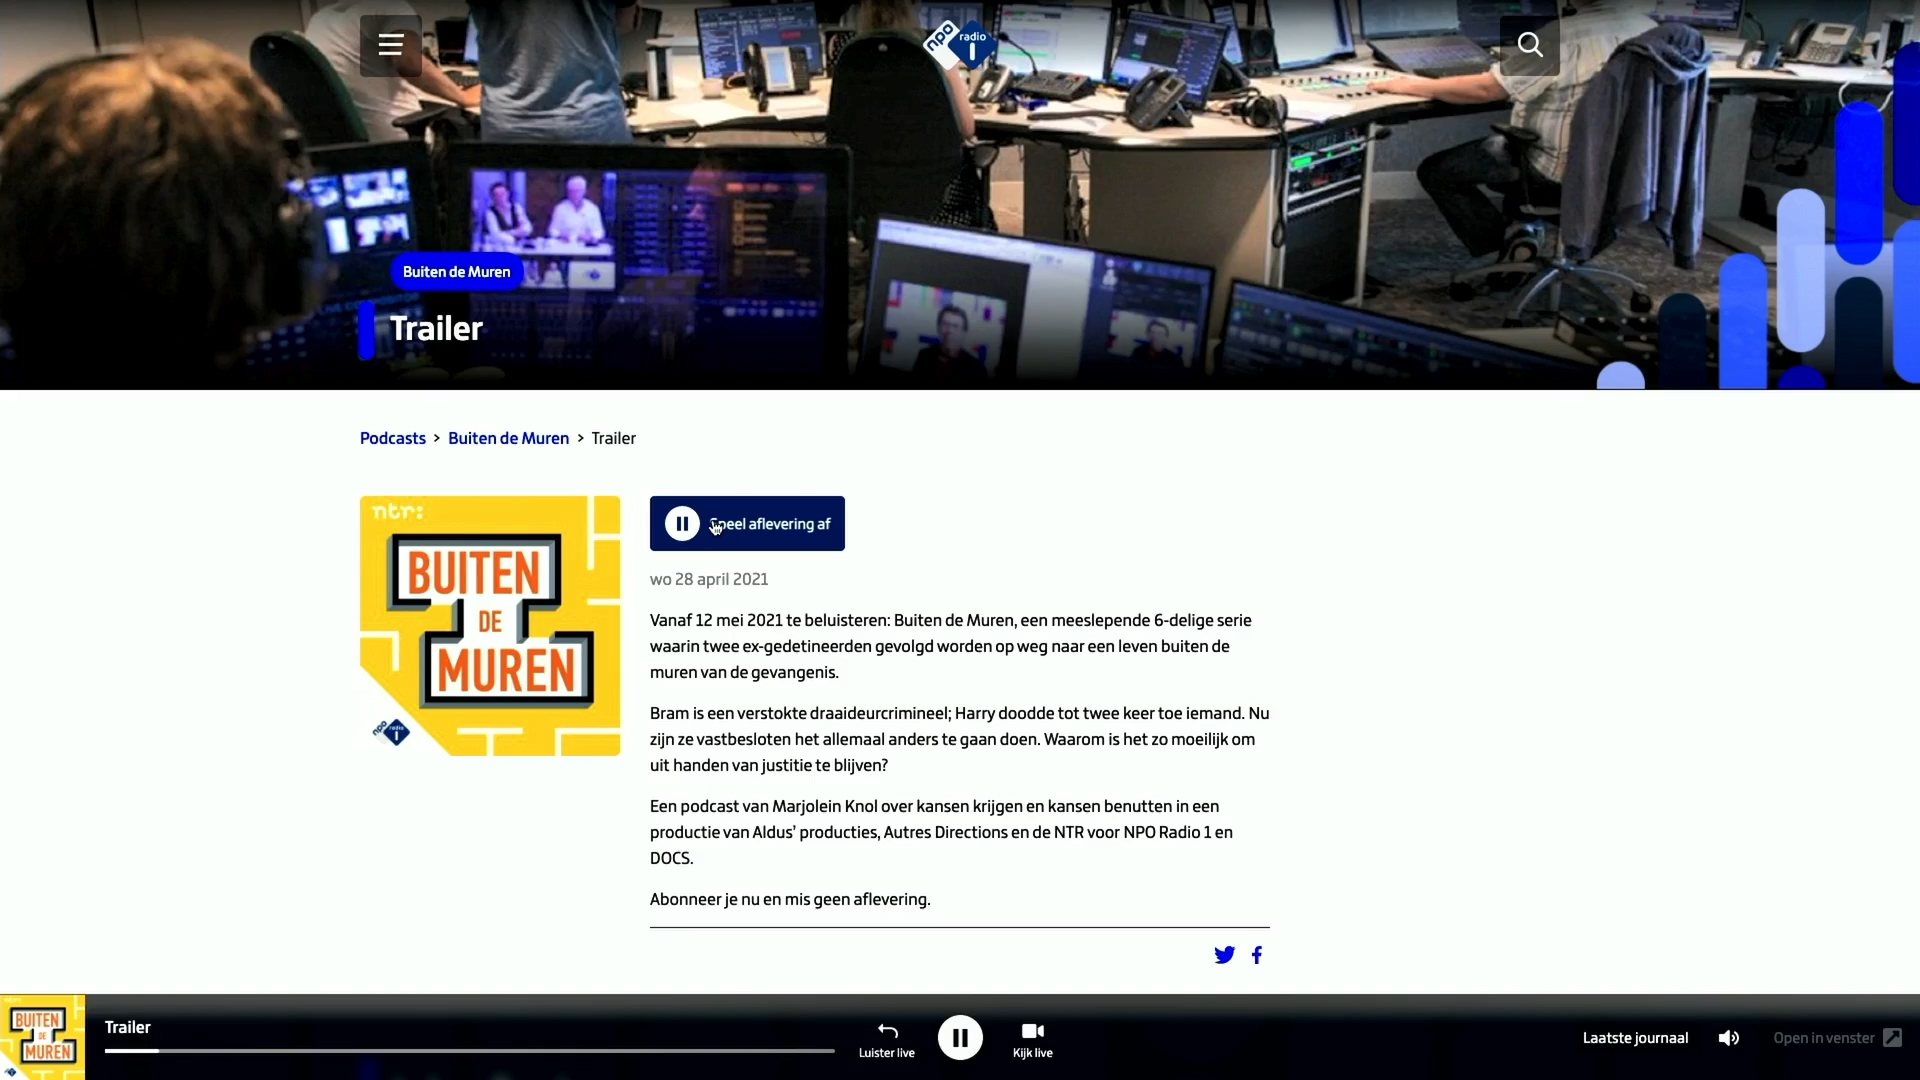 npo radio 1
Buiten de Muren
Trailer
Podcasts > Buiten de Muren > Trailer
ntr:
BUITEN
DE
MUREN
npo radio 1
Speel aflevering af
wo 28 april 2021
Vanaf 12 mei 2021 te beluisteren: Buiten de Muren, een meeslepende 6-delige serie
waarin twee ex-gedetineerden gevolgd worden op weg naar een leven buiten de
muren van de gevangenis.
Bram is een verstokte draaideurcrimineel; Harry doodde tot twee keer toe iemand. Nu
zijn ze vastbesloten het allemaal anders te gaan doen. Waarom is het zo moeilijk om
uit handen van justitie te blijven?
Een podcast van Marjolein Knol over kansen krijgen en kansen benutten in een
productie van Aldus' producties, Autres Directions en de NTR voor NPO Radio 1 en
DOCS.
Abonneer je nu en mis geen aflevering.
BUITEN
DE
MUREN
Trailer
Luister live
Kijk live
Laatste journaal
Open in venster